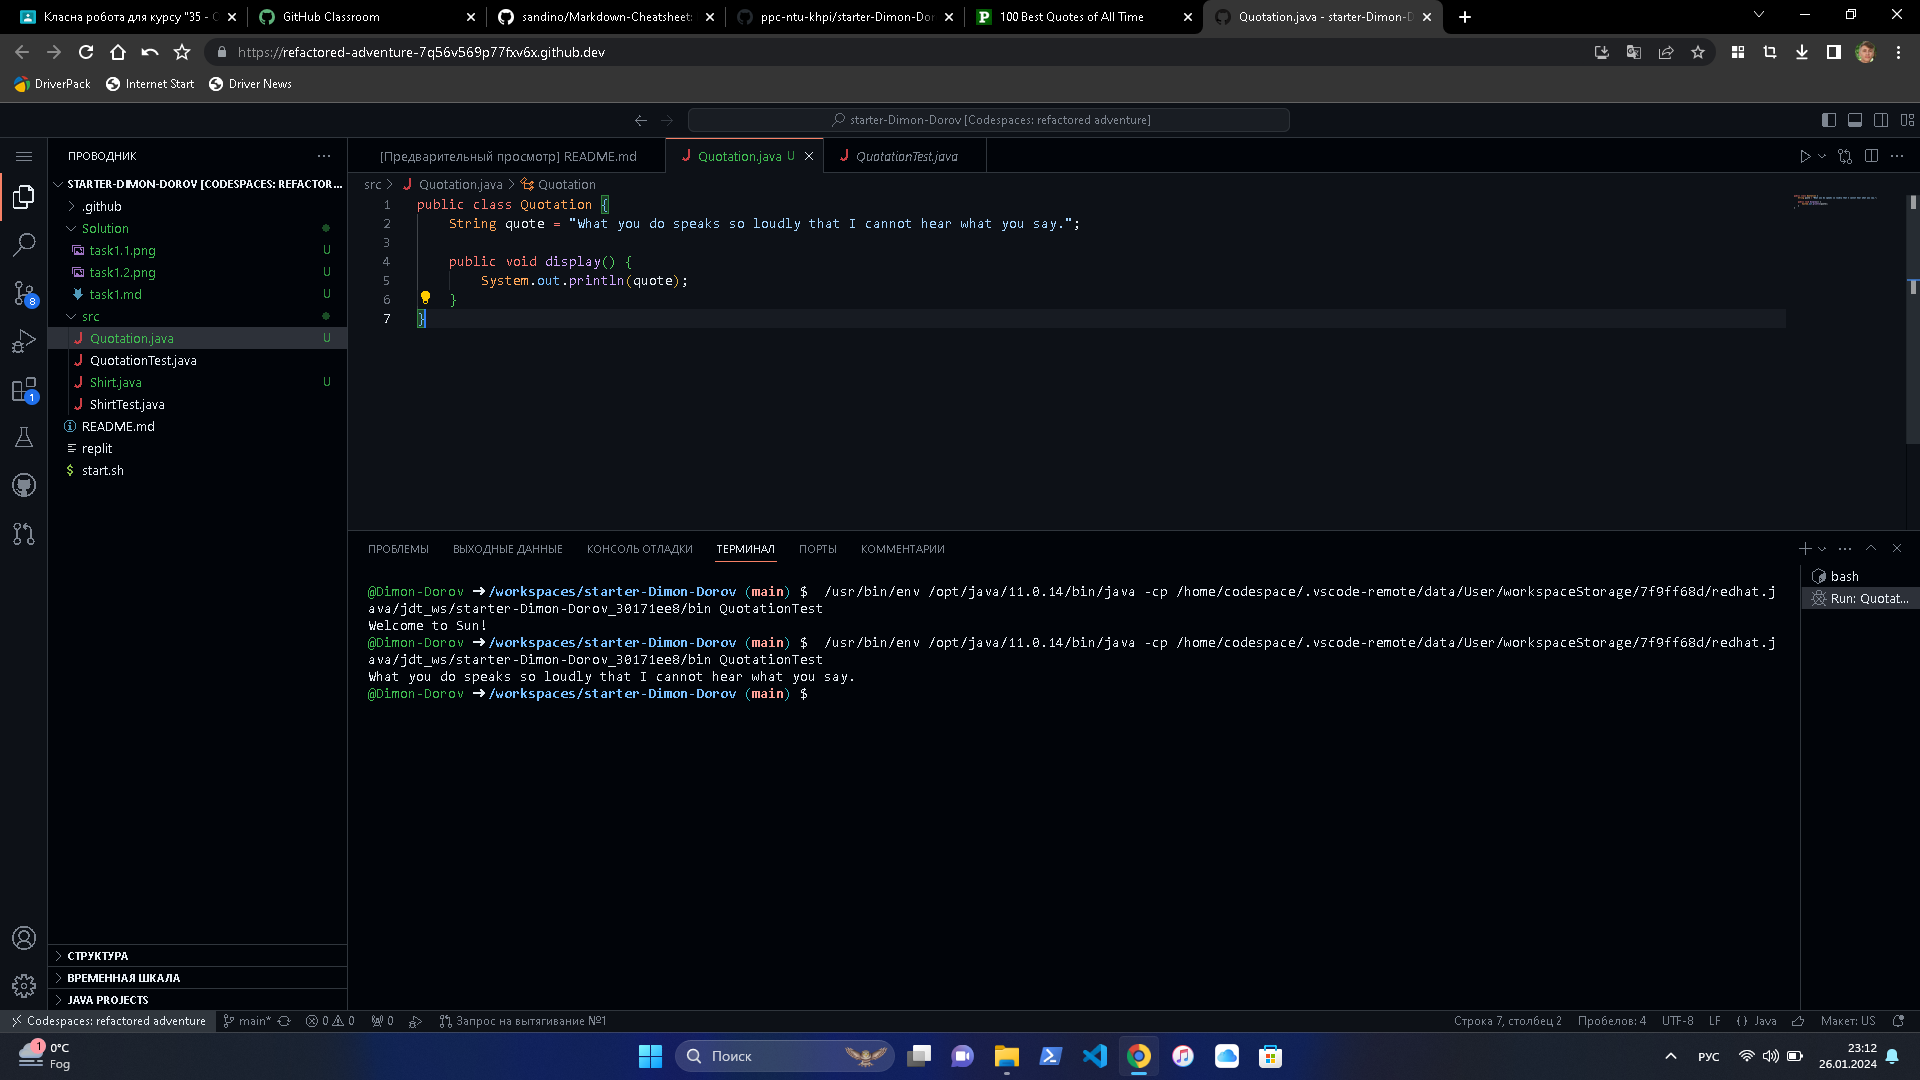 Класна робота для курсу "35 - С
GitHub Classroom
sandino/Markdown-Cheatsheet:
ppc-ntu-khpi/starter-Dimon-Dor
100 Best Quotes of All Time
Quotation.java - starter-Dimon-D
https://refactored-adventure-7q56v569p77fxv6x.github.dev
DriverPack
Internet Start
Driver News
starter-Dimon-Dorov [Codespaces: refactored adventure]
ПРОВОДНИК
[Предварительный просмотр] README.md
Quotation.java U
QuotationTest.java
STARTER-DIMON-DOROV [CODESPACES: REFACTOR...
.github
Solution
task1.1.png U
task1.2.png U
task1.md U
src
Quotation.java U
QuotationTest.java
Shirt.java U
ShirtTest.java
README.md
replit
start.sh
8
1
СТРУКТУРА
ВРЕМЕННАЯ ШКАЛА
JAVA PROJECTS
src > Quotation.java > Quotation
1 public class Quotation {
2 String quote = "What you do speaks so loudly that I cannot hear what you say.";
3
4 public void display() {
5 System.out.println(quote);
6 }
7 }
ПРОБЛЕМЫ
ВЫХОДНЫЕ ДАННЫЕ
КОНСОЛЬ ОТЛАДКИ
ТЕРМИНАЛ
ПОРТЫ
КОММЕНТАРИИ
@Dimon-Dorov ➜ /workspaces/starter-Dimon-Dorov (main) $ /usr/bin/env /opt/java/11.0.14/bin/java -cp /home/codespace/.vscode-remote/data/User/workspaceStorage/7f9ff68d/redhat.j
ava/jdt_ws/starter-Dimon-Dorov_30171ee8/bin QuotationTest
Welcome to Sun!
@Dimon-Dorov ➜ /workspaces/starter-Dimon-Dorov (main) $ /usr/bin/env /opt/java/11.0.14/bin/java -cp /home/codespace/.vscode-remote/data/User/workspaceStorage/7f9ff68d/redhat.j
ava/jdt_ws/starter-Dimon-Dorov_30171ee8/bin QuotationTest
What you do speaks so loudly that I cannot hear what you say.
@Dimon-Dorov ➜ /workspaces/starter-Dimon-Dorov (main) $
bash
Run: Quotat...
Codespaces: refactored adventure
main*
0 0
0
Запрос на вытягивание №1
Строка 7, столбец 2
Пробелов: 4
UTF-8
LF
{} Java
Макет: US
1
0°C
Fog
Поиск
РУС
23:12
26.01.2024